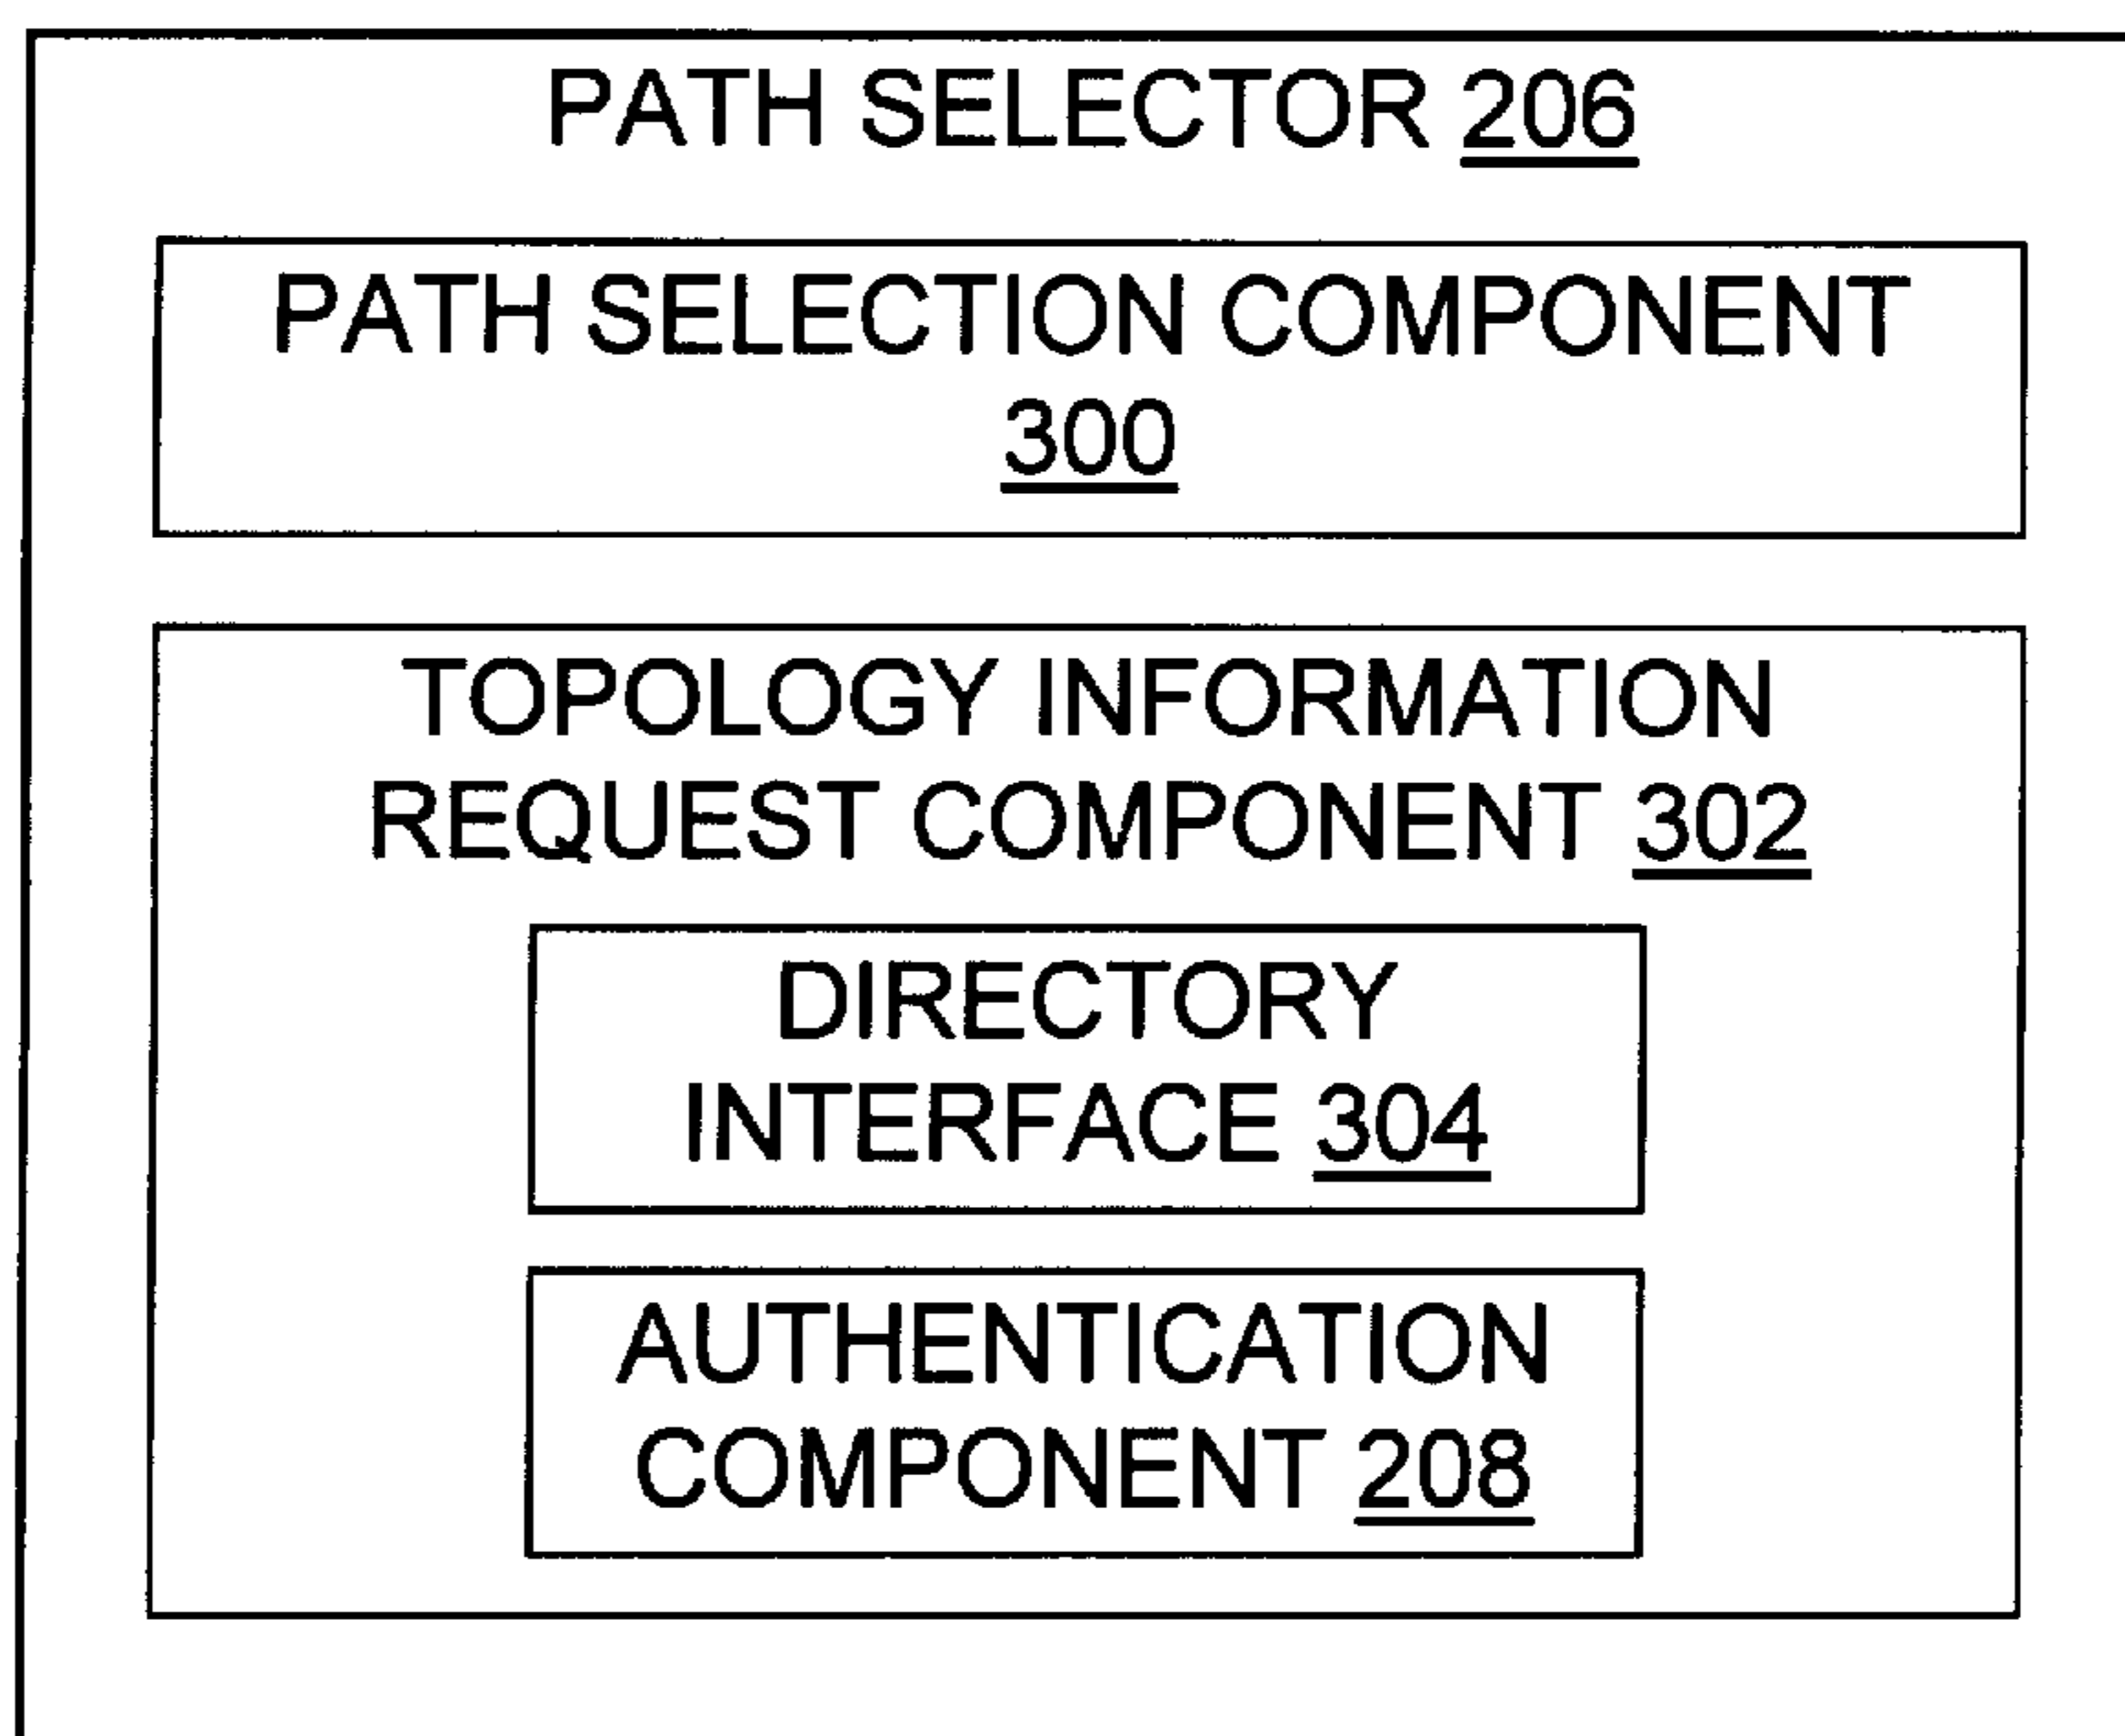 PATH SELECTOR 206
PATH SELECTION COMPONENT
300
TOPOLOGY INFORMATION
REQUEST COMPONENT 302
DIRECTORY
INTERFACE 304
AUTHENTICATION
COMPONENT 208